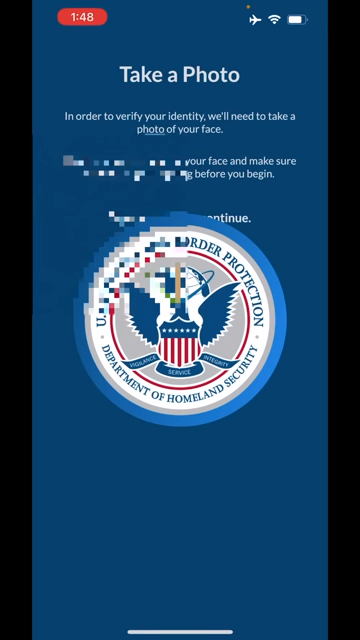 1:48
Take a Photo
In order to verify your identity, we'll need to take a
photo of your face.
your face and make sure
before you begin.
U.
ORDER PROTECTION
VIGILANCE
SERVICE
INTEGRITY
DEPARTMENT OF HOMELAND SECURITY